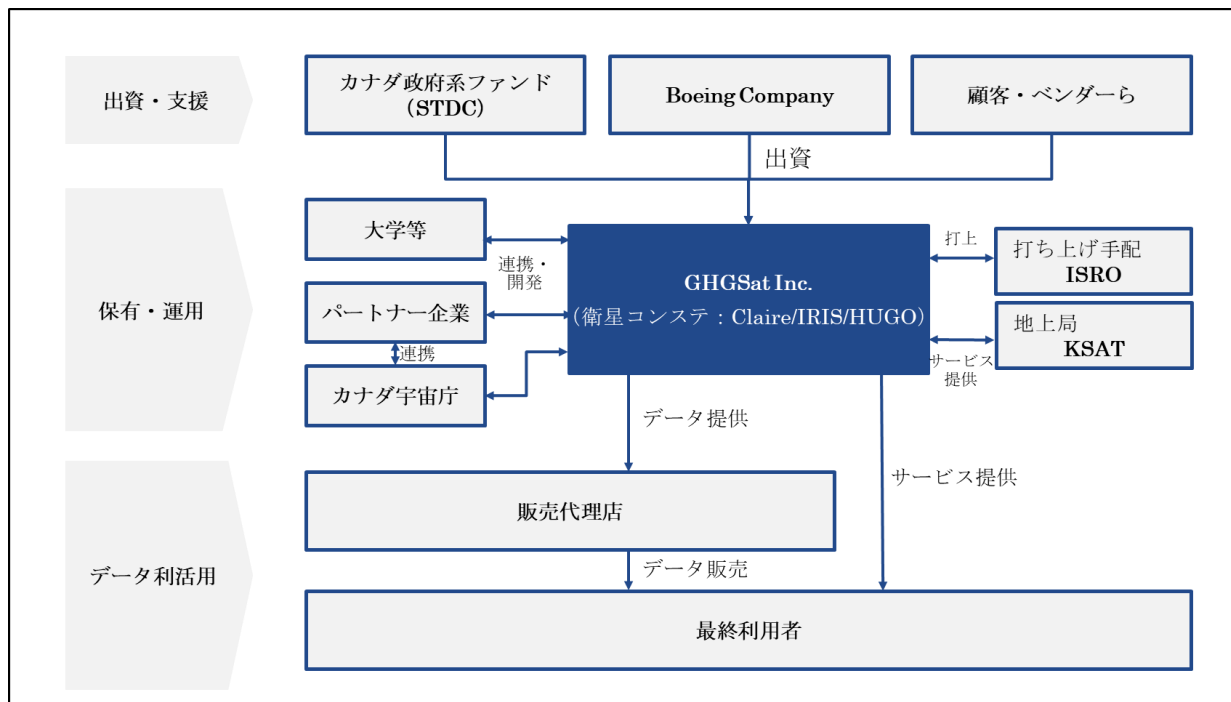 出資・支援
カナダ政府系ファンド
(STDC)
Boeing Company
顧客・ベンダーら
出資
保有・運用
大学等
連携・
開発
パートナー企業
連携
カナダ宇宙庁
GHGSat Inc.
(衛星コンステ：Claire/IRIS/HUGO)
打上
打ち上げ手配
ISRO
地上局
KSAT
サービス
提供
データ提供
サービス提供
データ利活用
販売代理店
データ販売
最終利用者